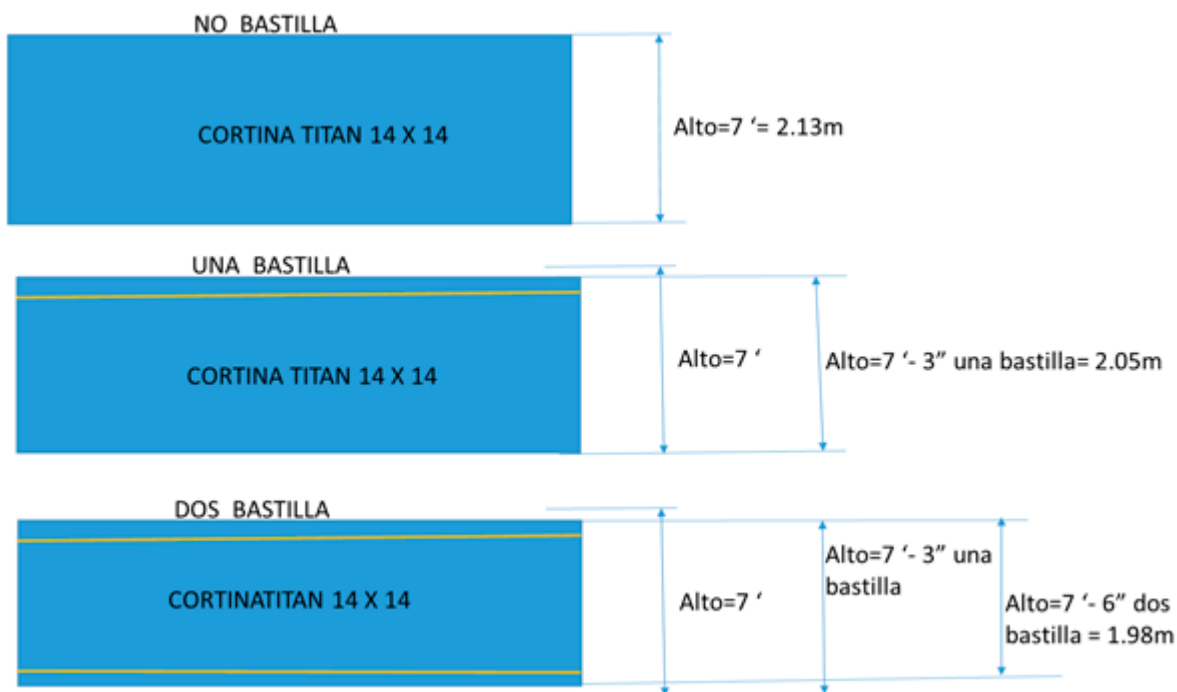 NO BASTILLA
CORTINA TITAN 14 X 14
Alto=7 ‘= 2.13m
UNA BASTILLA
CORTINA TITAN 14 X 14
Alto=7 ‘
Alto=7 ‘- 3” una bastilla= 2.05m
DOS BASTILLA
CORTINATITAN 14 X 14
Alto=7 ‘
Alto=7 ‘- 3” una
bastilla
Alto=7 ‘- 6” dos
bastilla = 1.98m